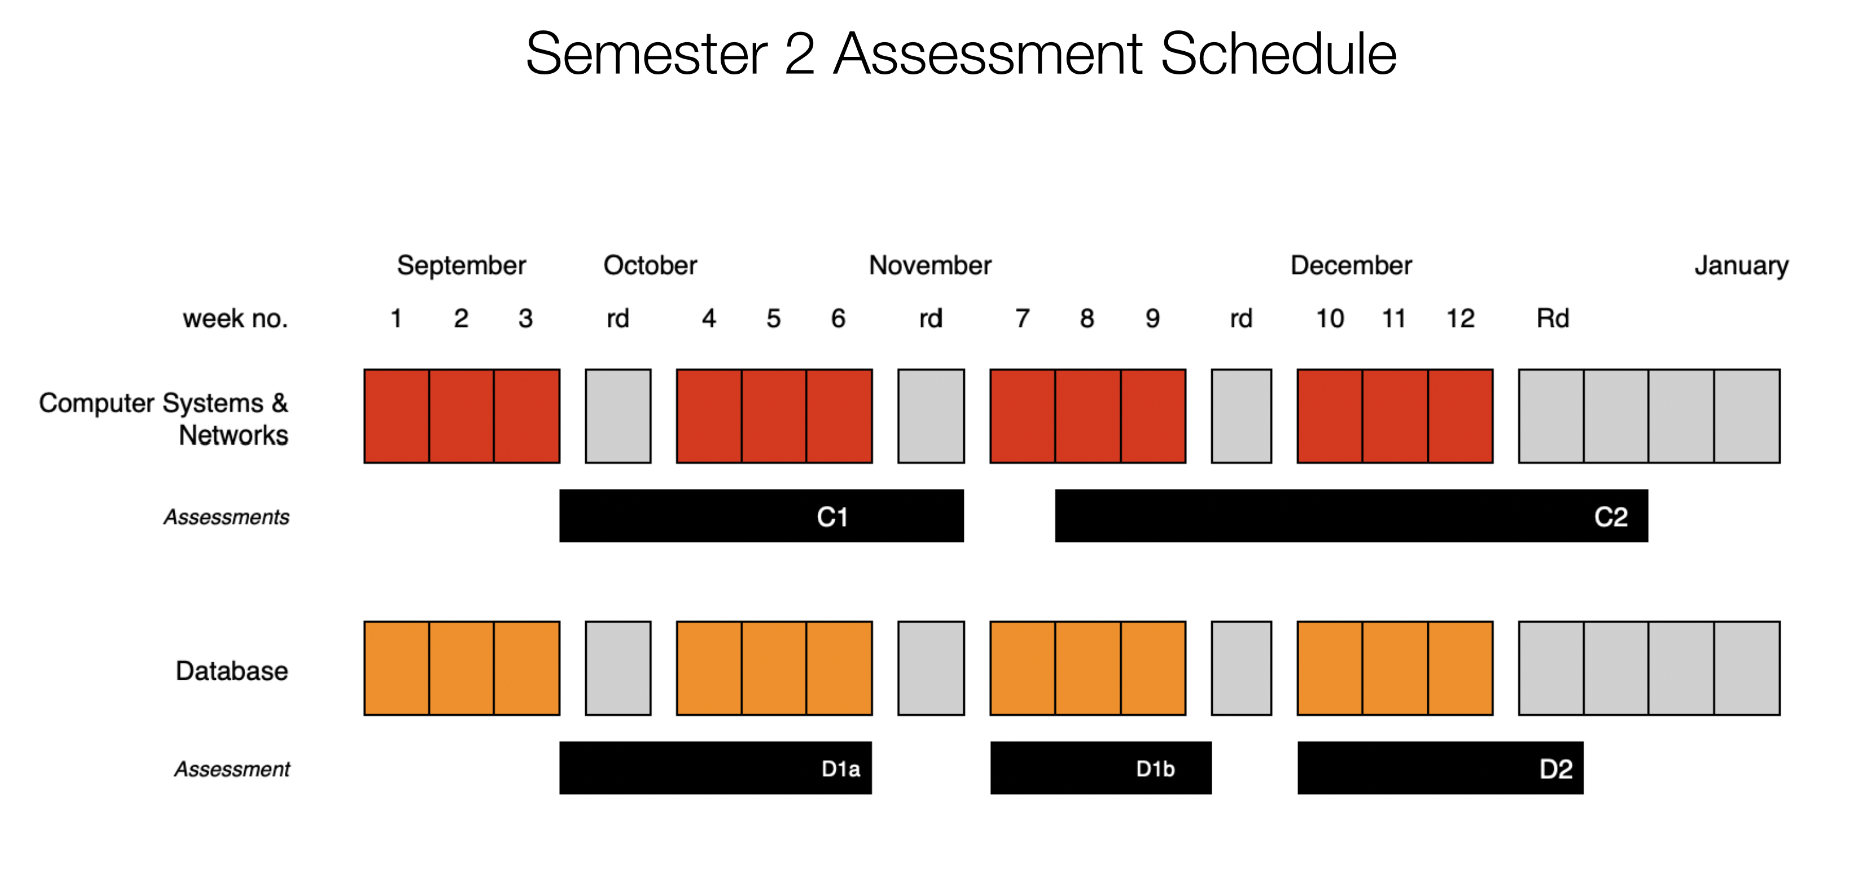 Semester 2 Assessment Schedule
September October November December January
week no. 1 2 3 rd 4 5 6 rd 7 8 9 rd 10 11 12 Rd
Computer Systems &
Networks
Assessments C1 C2
Database
Assessment D1a D1b D2